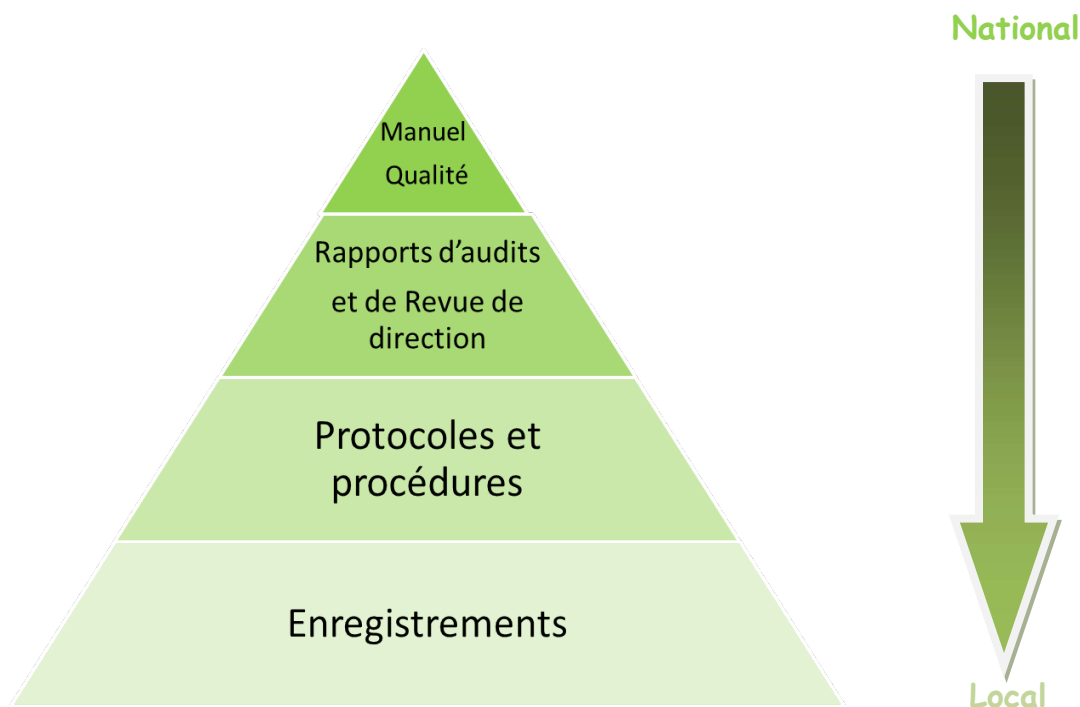 National
Manuel
Qualité
Rapports d’audits
et de Revue de
direction
Protocoles et
procédures
Enregistrements
Local